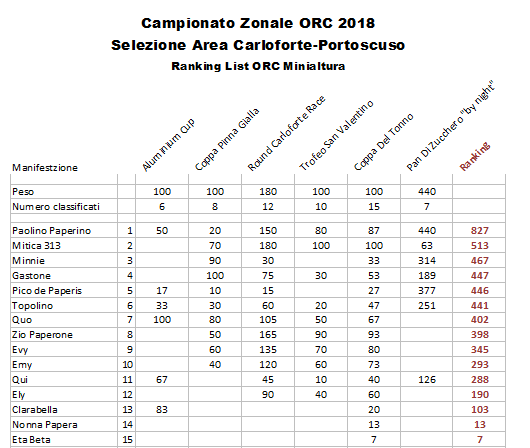 Campionato Zonale ORC 2018
Selezione Area Carloforte-Portoscuso
Ranking List ORC Minialtura
Manifestzione Aluminium Cup Coppa Pinna Gialla Round Carloforte Race Trofeo San Valentino Coppa Del Tonno Pan Di Zucchero "by night" Ranking
Peso 100 100 180 100 100 440
Numero classificati 6 8 12 10 15 7
Paolino Paperino 1 50 20 150 80 87 440 827
Mitica 313 2 70 180 100 100 63 513
Minnie 3 90 30 33 314 467
Gastone 4 100 75 30 53 189 447
Pico de Paperis 5 17 10 15 27 377 446
Topolino 6 33 30 60 20 47 251 441
Quo 7 100 80 105 50 67 402
Zio Paperone 8 50 165 90 93 398
Evy 9 60 135 70 80 345
Emy 10 40 120 60 73 293
Qui 11 67 45 10 40 126 288
Ely 12 90 40 60 190
Clarabella 13 83 20 103
Nonna Papera 14 13 13
Eta Beta 15 7 7